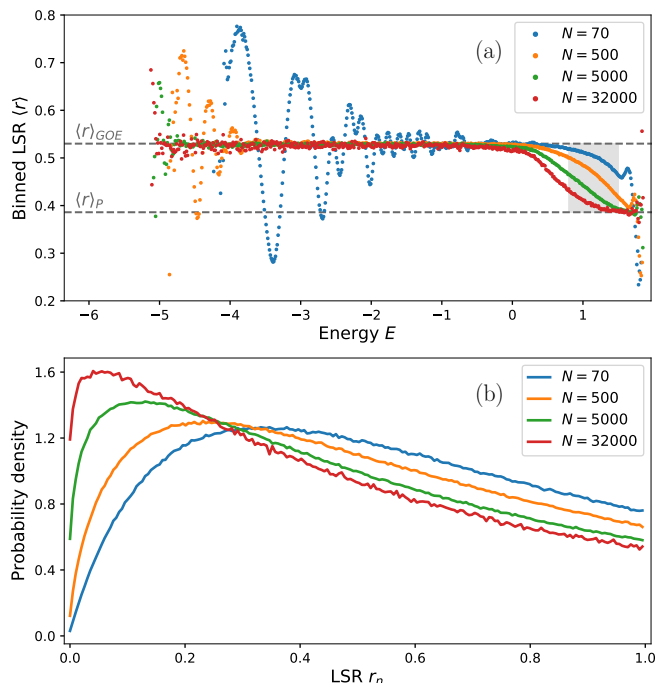 0.8
(a)
N = 70
N = 500
N = 5000
N = 32000
0.7
0.6
⟨r⟩GOE
0.5
0.4
⟨r⟩P
0.3
0.2
Binned LSR ⟨r⟩
−6 −5 −4 −3 −2 −1 0 1
Energy E
1.6
(b)
N = 70
N = 500
N = 5000
N = 32000
1.2
0.8
0.4
0.0
Probability density
0.0 0.2 0.4 0.6 0.8 1.0
LSR rn